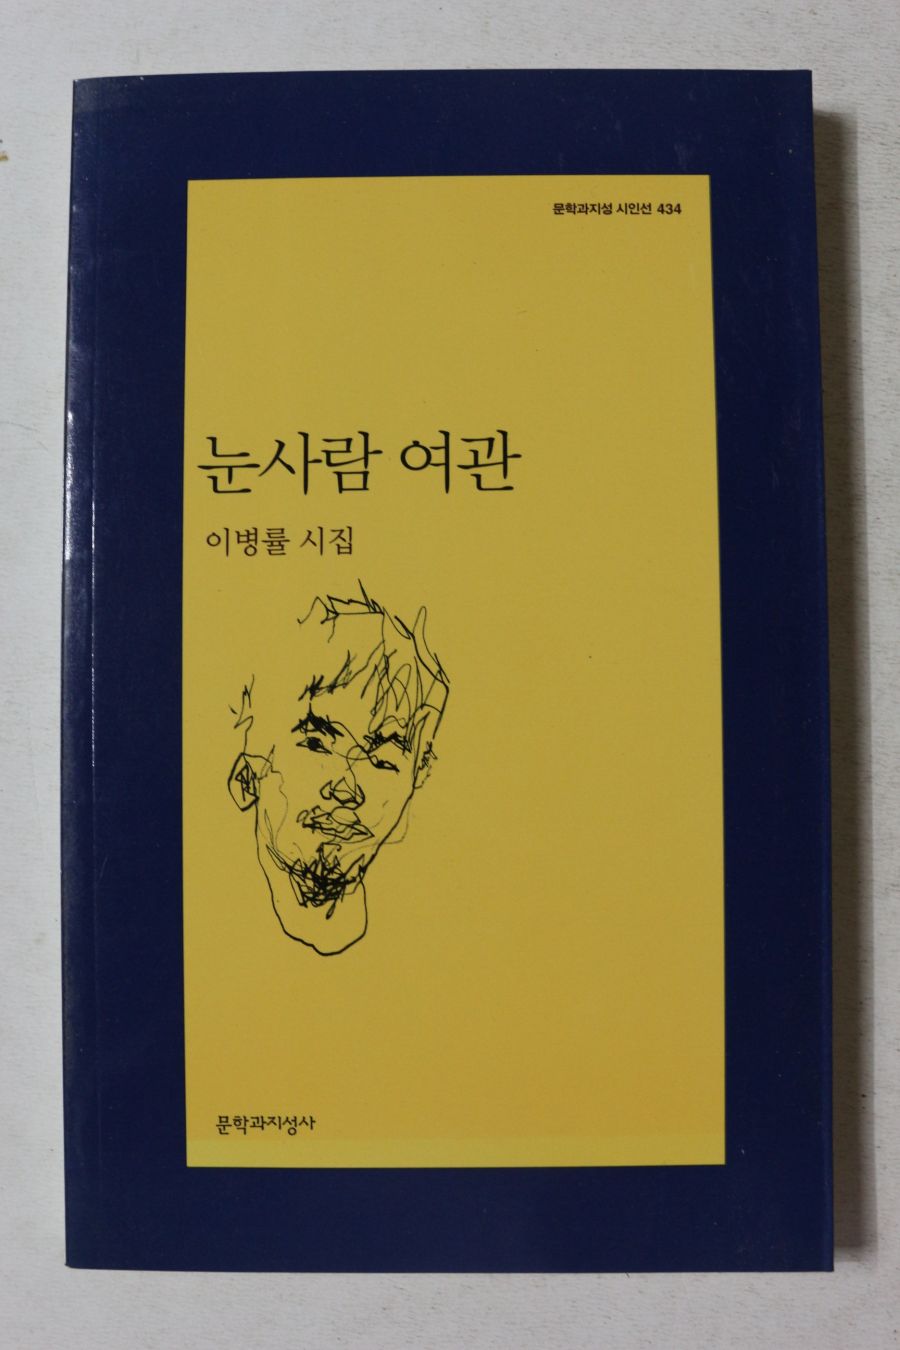 문학과지성 시인선 434
눈사람 여관
이병률 시집
문학과지성사